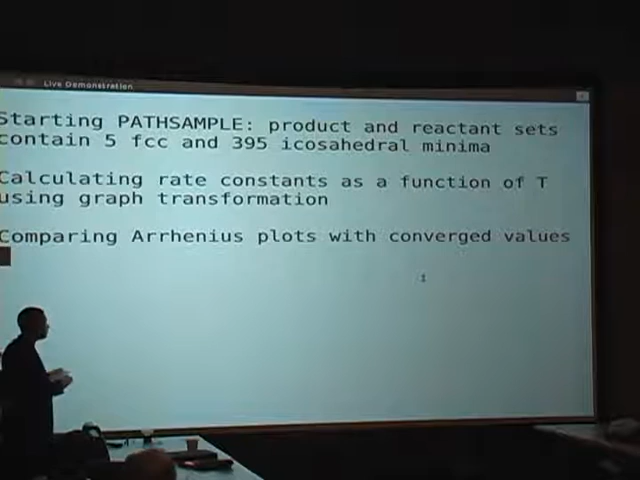 Live Demonstration
Starting PATHSAMPLE: product and reactant sets
contain 5 fcc and 395 icosahedral minima
Calculating rate constants as a function of T
using graph transformation
Comparing Arrhenius plots with converged values